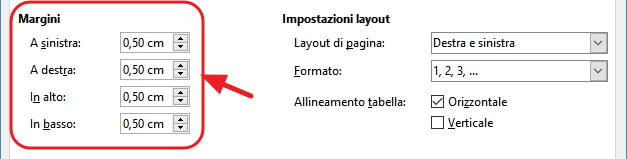 Margini
A sinistra: 0,50 cm
A destra: 0,50 cm
In alto: 0,50 cm
In basso: 0,50 cm
Impostazioni layout
Layout di pagina: Destra e sinistra
Formato: 1, 2, 3, ...
Allineamento tabella: Orizzontale
Verticale